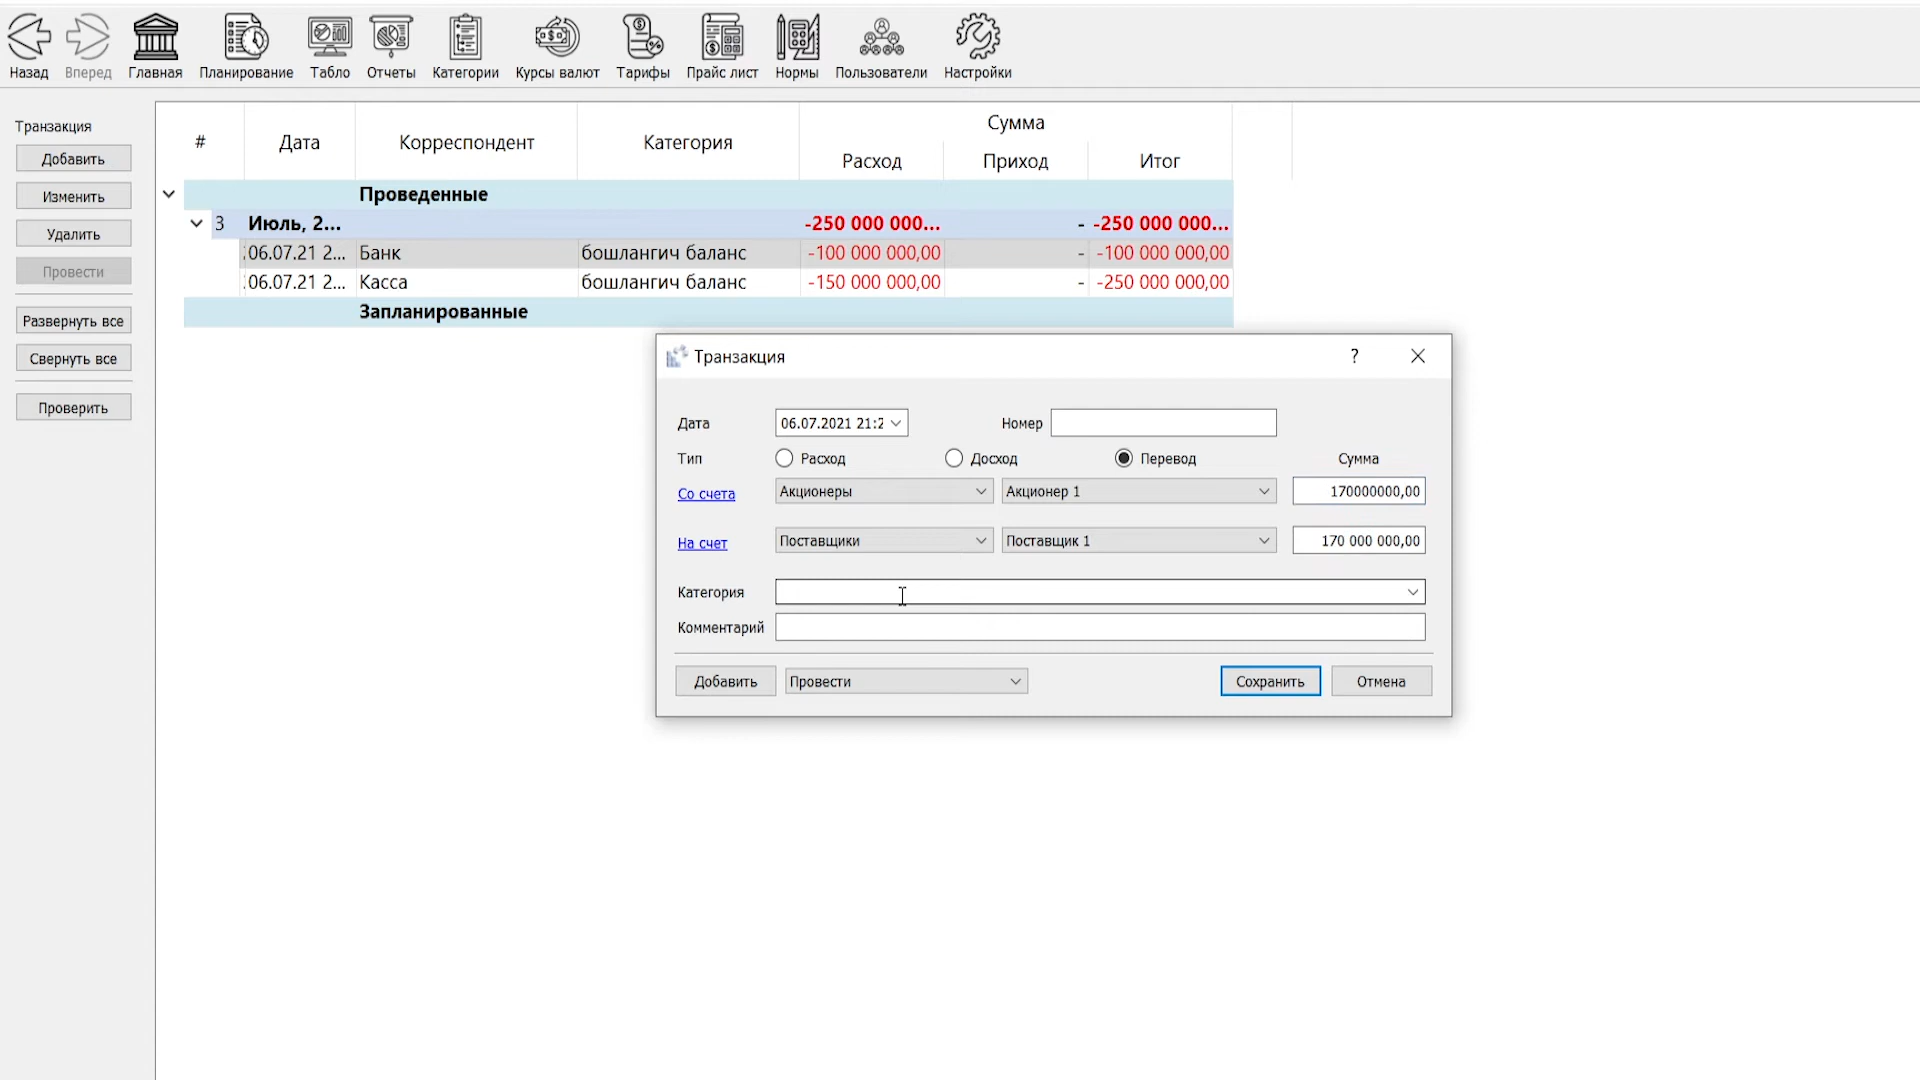 Назад Вперед Главная Планирование Табло Отчеты Категории Курсы валют Тарифы Прайс лист Нормы Пользователи Настройки
Транзакция
Добавить
Изменить
Удалить
Провести
Развернуть все
Свернуть все
Проверить
# Дата Корреспондент Категория Сумма
Расход Приход Итог
Проведенные
3 Июль, 2... -250 000 000... - -250 000 000...
06.07.21 2... Банк бошлангич баланс -100 000 000,00 - -100 000 000,00
06.07.21 2... Касса бошлангич баланс -150 000 000,00 - -250 000 000,00
Запланированные
Транзакция ?
Дата 06.07.2021 21:2 Номер
Тип Расход Досход Перевод Сумма
Со счета Акционеры Акционер 1 170000000,00
На счет Поставщики Поставщик 1 170 000 000,00
Категория
Комментарий
Добавить Провести Сохранить Отмена